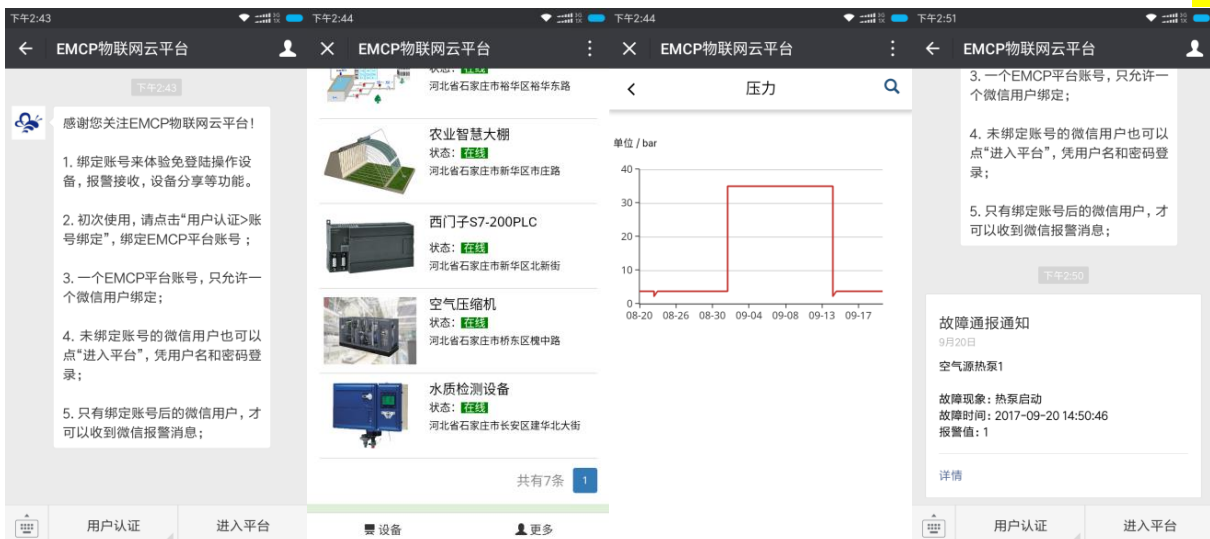 下午2:43
EMCP物联网云平台
下午2:43
感谢您关注EMCP物联网云平台!
1. 绑定账号来体验免登陆操作设
备,报警接收,设备
分享等功能。
2. 初次使用,请点击“用户认证>账
号绑定”,绑定EMCP平台账号;
3. 一个EMCP平台账号,只允许一
个微信用户绑定;
4. 未绑定账号的微信用户也可以
点“进入平台”,凭用户名和密码登
录;
5. 只有绑定账号后的微信用户,才
可以收到微信报警消息;
用户认证
进入平台
下午2:44
EMCP物联网云平台
状态:在线
河北省石家庄市裕华区裕华东路
农业智慧大棚
状态:在线
河北省石家庄市新华区市庄路
西门子S7-200PLC
状态:在线
河北省石家庄市新华区北新街
空气压缩机
状态:在线
河北省石家庄市桥东区槐中路
水质检测设备
状态:在线
河北省石家庄市长安区建华北大街
共有7条 1
设备
更多
下午2:44
EMCP物联网云平台
压力
单位 / bar
40
30
20
10
0
08-20 08-26 08-30 09-04 09-08 09-13 09-17
下午2:51
EMCP物联网云平台
3. 一个EMCP平台账号,只允许一
个微信用户绑定;
4. 未绑定账号的微信用户也可以
点“进入平台”,凭用户名和密码登
录;
5. 只有绑定账号后的微信用户,才
可以收到微信报警消息;
下午2:50
故障通报通知
9月20日
空气源热泵1
故障现象:热泵启动
故障时间:2017-09-20 14:50:46
报警值:1
详情
用户认证
进入平台